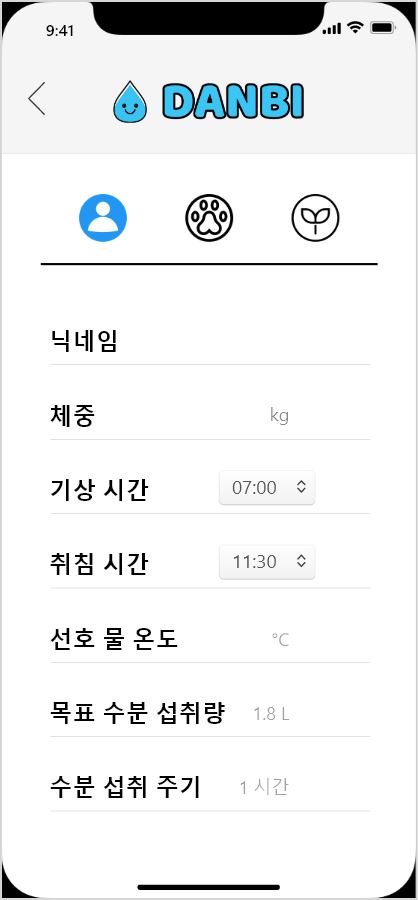 9:41
DANBI
닉네임
체중 kg
기상 시간 07:00
취침 시간 11:30
선호 물 온도 °C
목표 수분 섭취량 1.8 L
수분 섭취 주기 1 시간